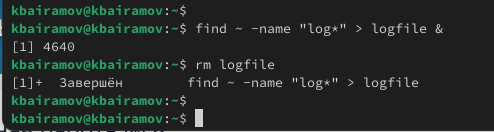 kbairamov@kbairamov:~$
kbairamov@kbairamov:~$ find ~ -name "log*" > logfile &
[1] 4640
kbairamov@kbairamov:~$ rm logfile
[1]+  Завершён        find ~ -name "log*" > logfile
kbairamov@kbairamov:~$
kbairamov@kbairamov:~$